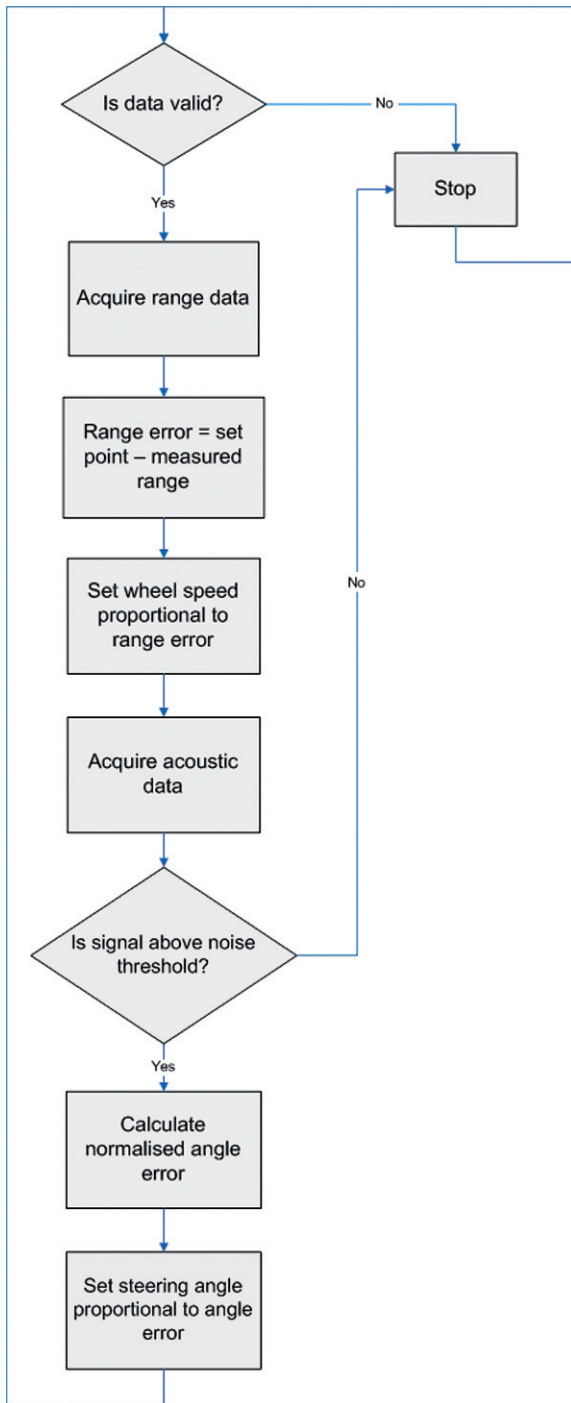 Is data valid?
No
Stop
Yes
Acquire range data
Range error = set
point – measured
range
Set wheel speed
proportional to
range error
No
Acquire acoustic
data
Is signal above noise
threshold?
Yes
Calculate
normalised angle
error
Set steering angle
proportional to angle
error